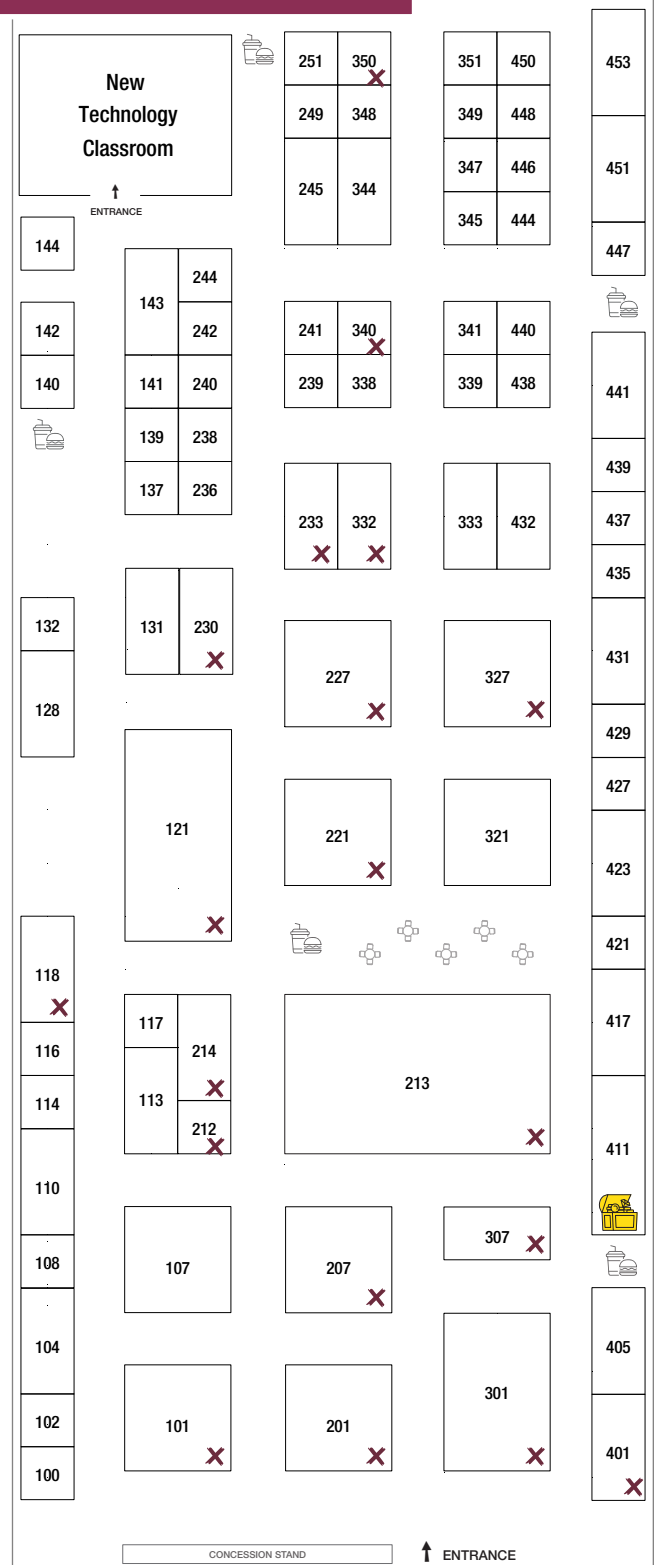 New
Technology
Classroom
ENTRANCE
251 350 351 450 453
249 348 349 448
245 344 347 446 451
345 444
144 447
143 244
242
142 241 340 341 440
140 141 240 239 338 339 438 441
139 238 439
137 236 437
233 332 333 432
435
132 131 230 431
128 227 327
429
427
121 221 321 423
421
118 417
117 214
116
114 113 212 213
110 411
108 107 207 307
104 405
102 101 201 301
100 401
CONCESSION STAND
ENTRANCE